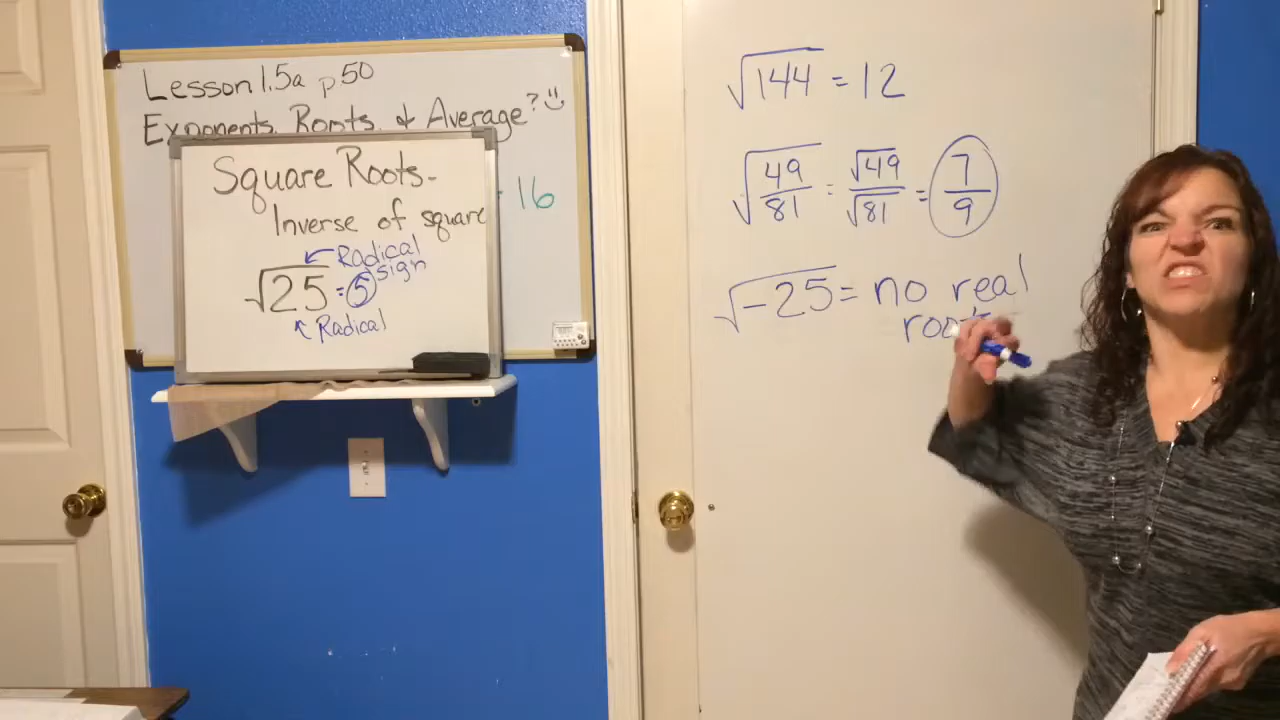 Lesson 1.5a p50
Exponents, Roots, & Average? :)
= 16
Square Roots-
Inverse of square
Radical sign
√25 = 5
Radical
√144 = 12
√49/81 = √49/√81 = 7/9
√-25 = no real